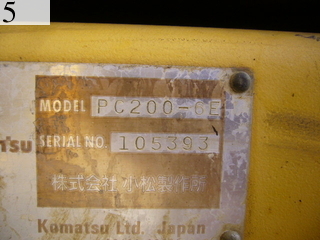 5
MODEL PC200-6E
SERIAL NO. 105393
株式会社 小松製作所
Komatsu Ltd. Japan